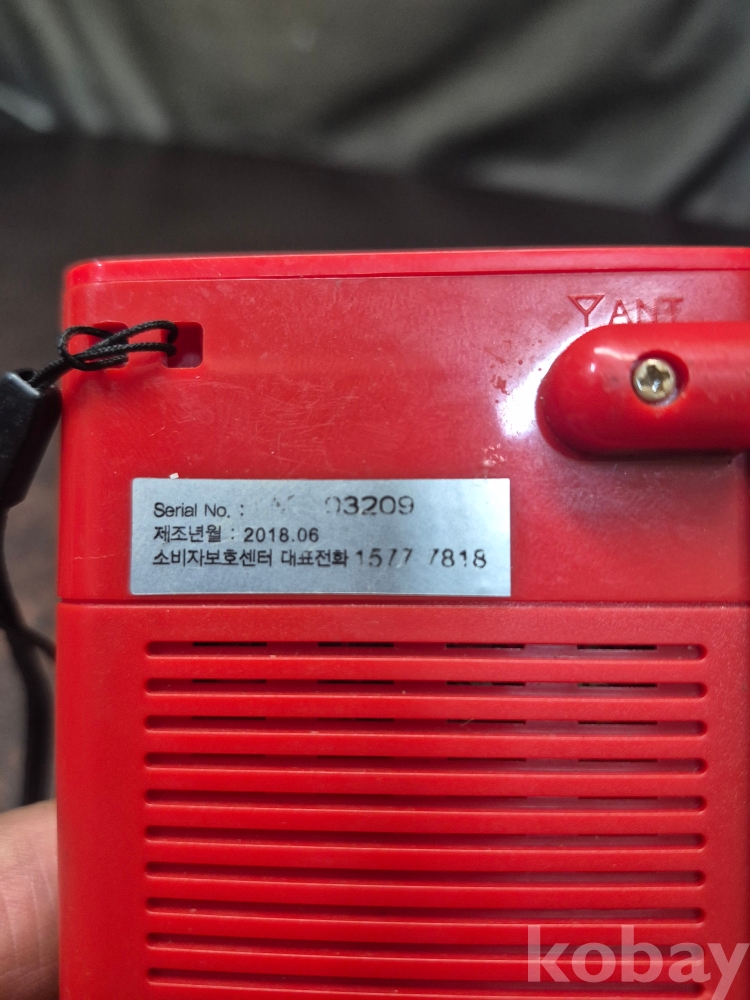 ANT
Serial No. : 03209
제조년월 : 2018.06
소비자보호센터 대표전화 1577 7818
kobay